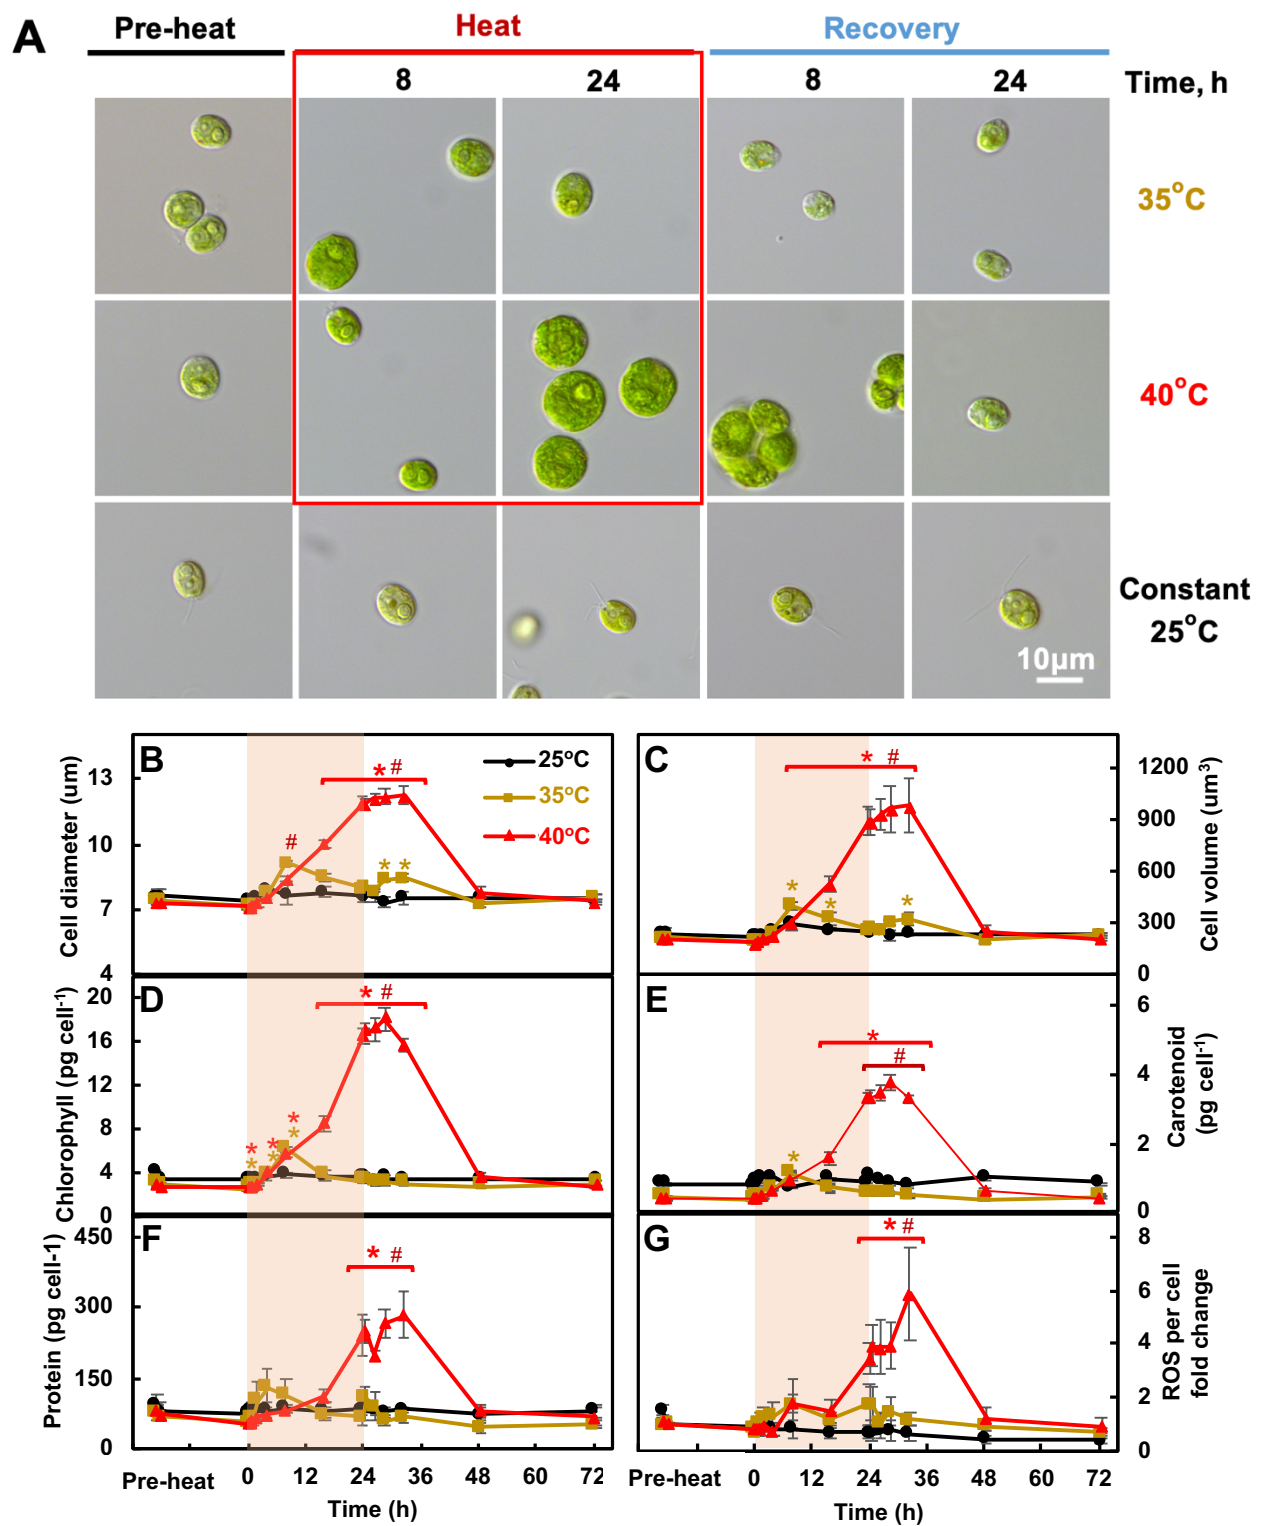 A
Pre-heat
Heat
Recovery
8
24
8
24
Time, h
35°C
40°C
Constant
25°C
10µm
B
Cell diameter (um)
13
10
7
4
* #
#
* *
25°C
35°C
40°C
C
Cell volume (um³)
1200
900
600
300
0
* #
*
*
*
D
Chlorophyll (pg cell⁻¹)
20
16
12
8
4
0
* #
*
*
*
*
*
*
E
Carotenoid
(pg cell⁻¹)
6
4
2
0
*
#
*
F
Protein (pg cell-1)
450
300
150
0
* #
G
ROS per cell
fold change
8
6
4
2
0
* #
Pre-heat 0 12 24 36 48 60 72
Time (h)
Pre-heat 0 12 24 36 48 60 72
Time (h)